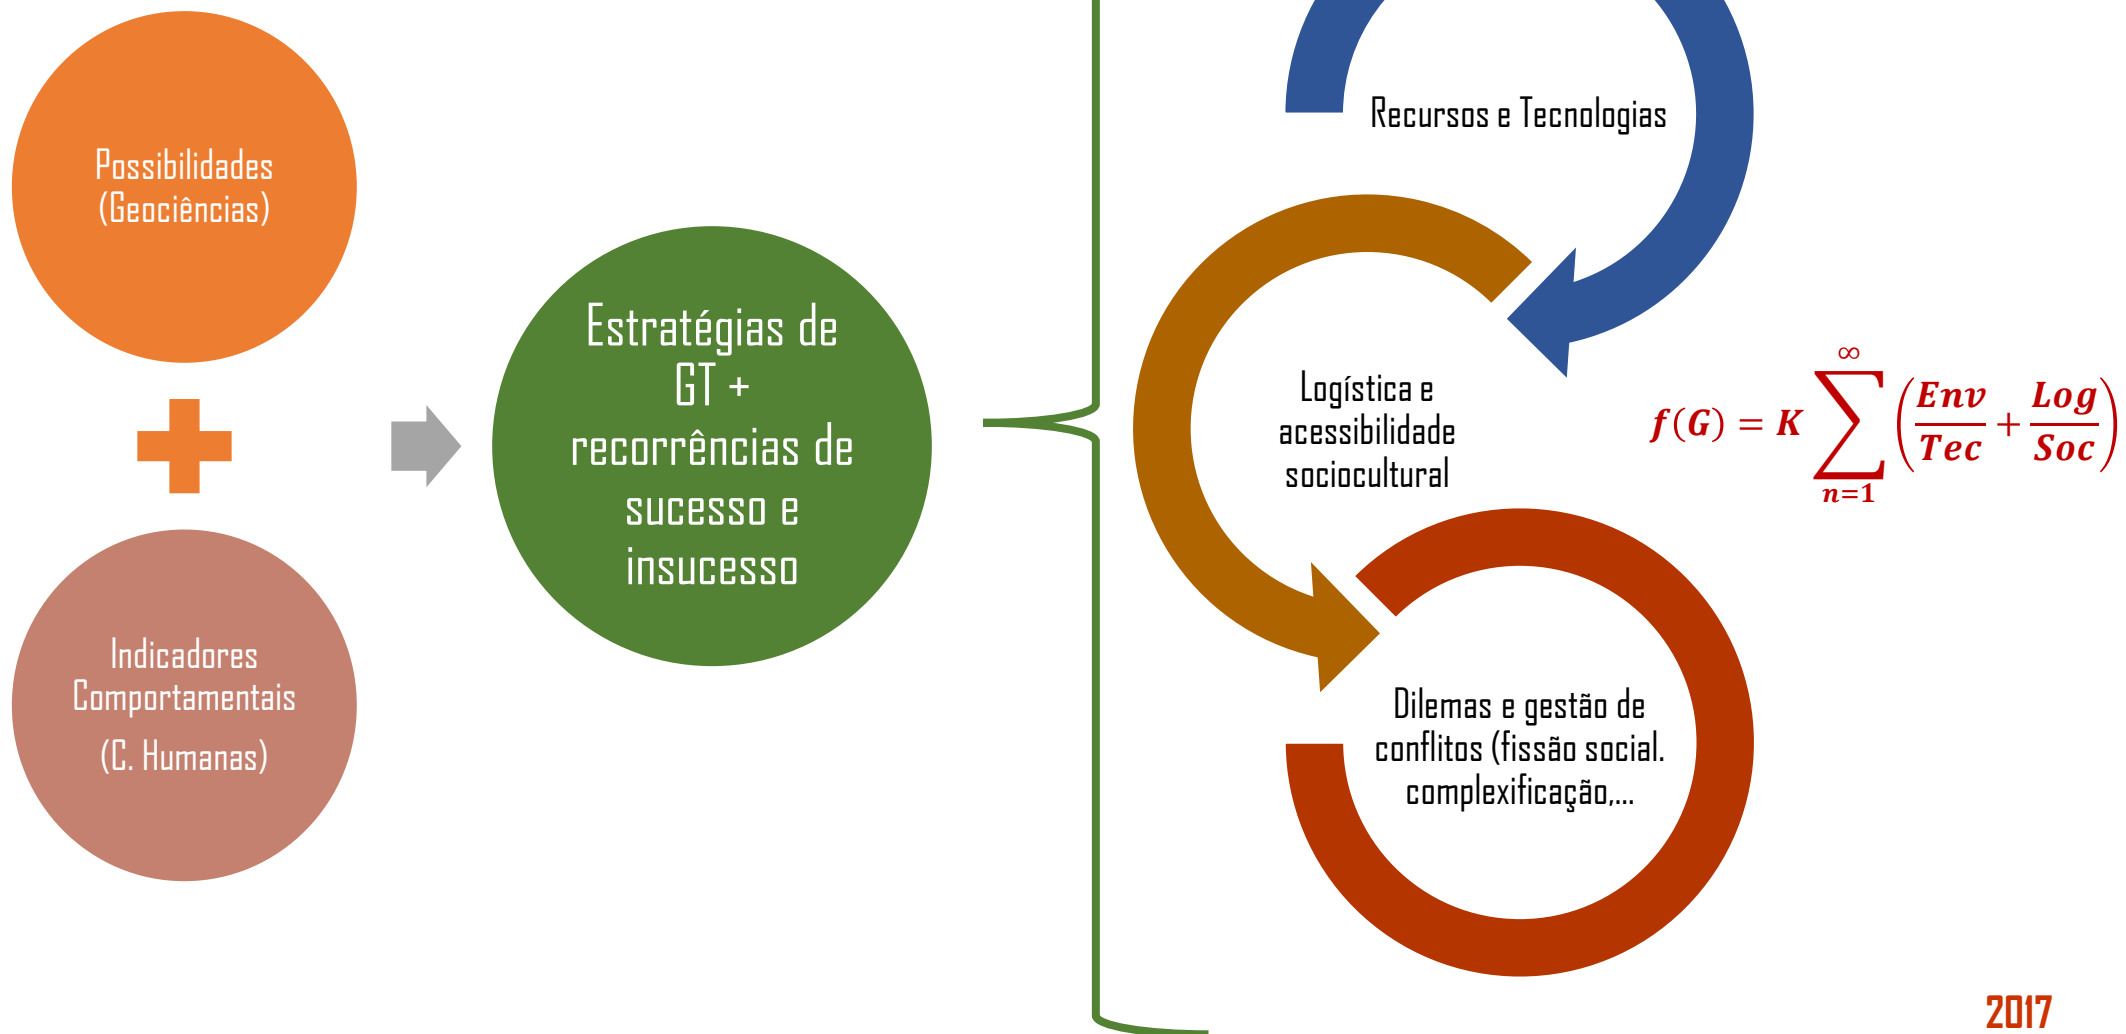 Possibilidades
(Geociências)
Indicadores
Comportamentais
(C. Humanas)
Estratégias de
GT +
recorrências de
sucesso e
insucesso
Recursos e Tecnologias
Logística e
acessibilidade
sociocultural
Dilemas e gestão de
conflitos (fissão social.
complexificação,...
f(G) = K ∑_{n=1}^{∞} (Env/Tec + Log/Soc)
2017